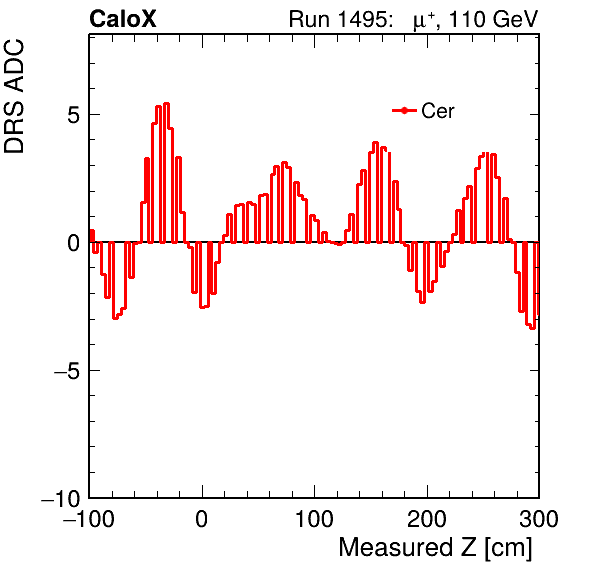 CaloX Run 1495: μ⁺, 110 GeV
DRS ADC
Cer
5
0
−5
−10
−100 0 100 200 300
Measured Z [cm]